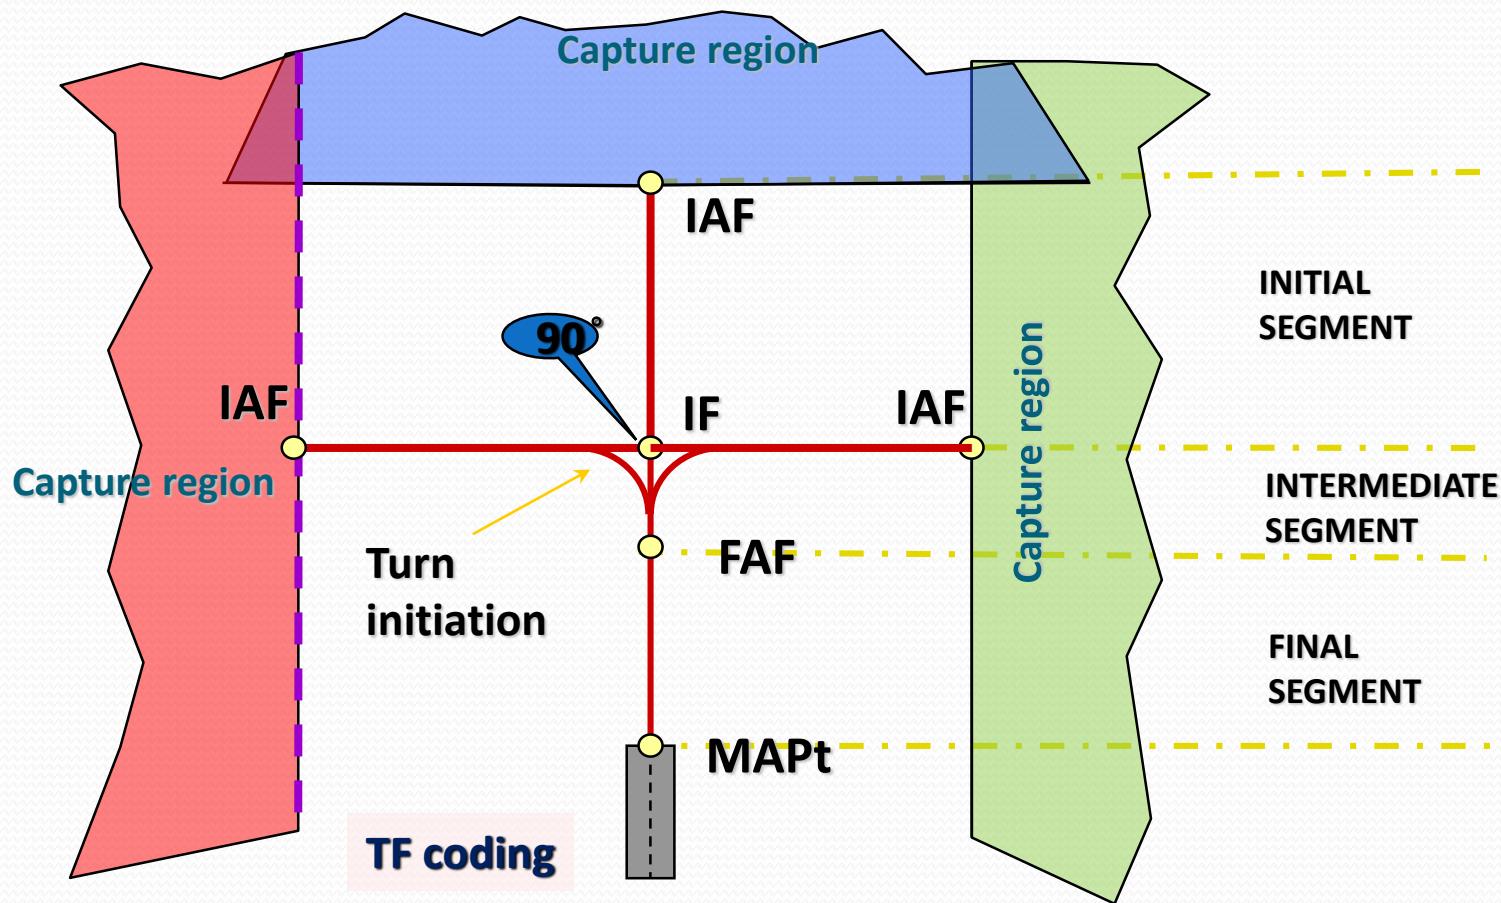 Capture region
IAF
INITIAL
SEGMENT
90°
IAF
IF
IAF
Capture region
Capture region
INTERMEDIATE
SEGMENT
Turn
initiation
FAF
FINAL
SEGMENT
MAPt
TF coding